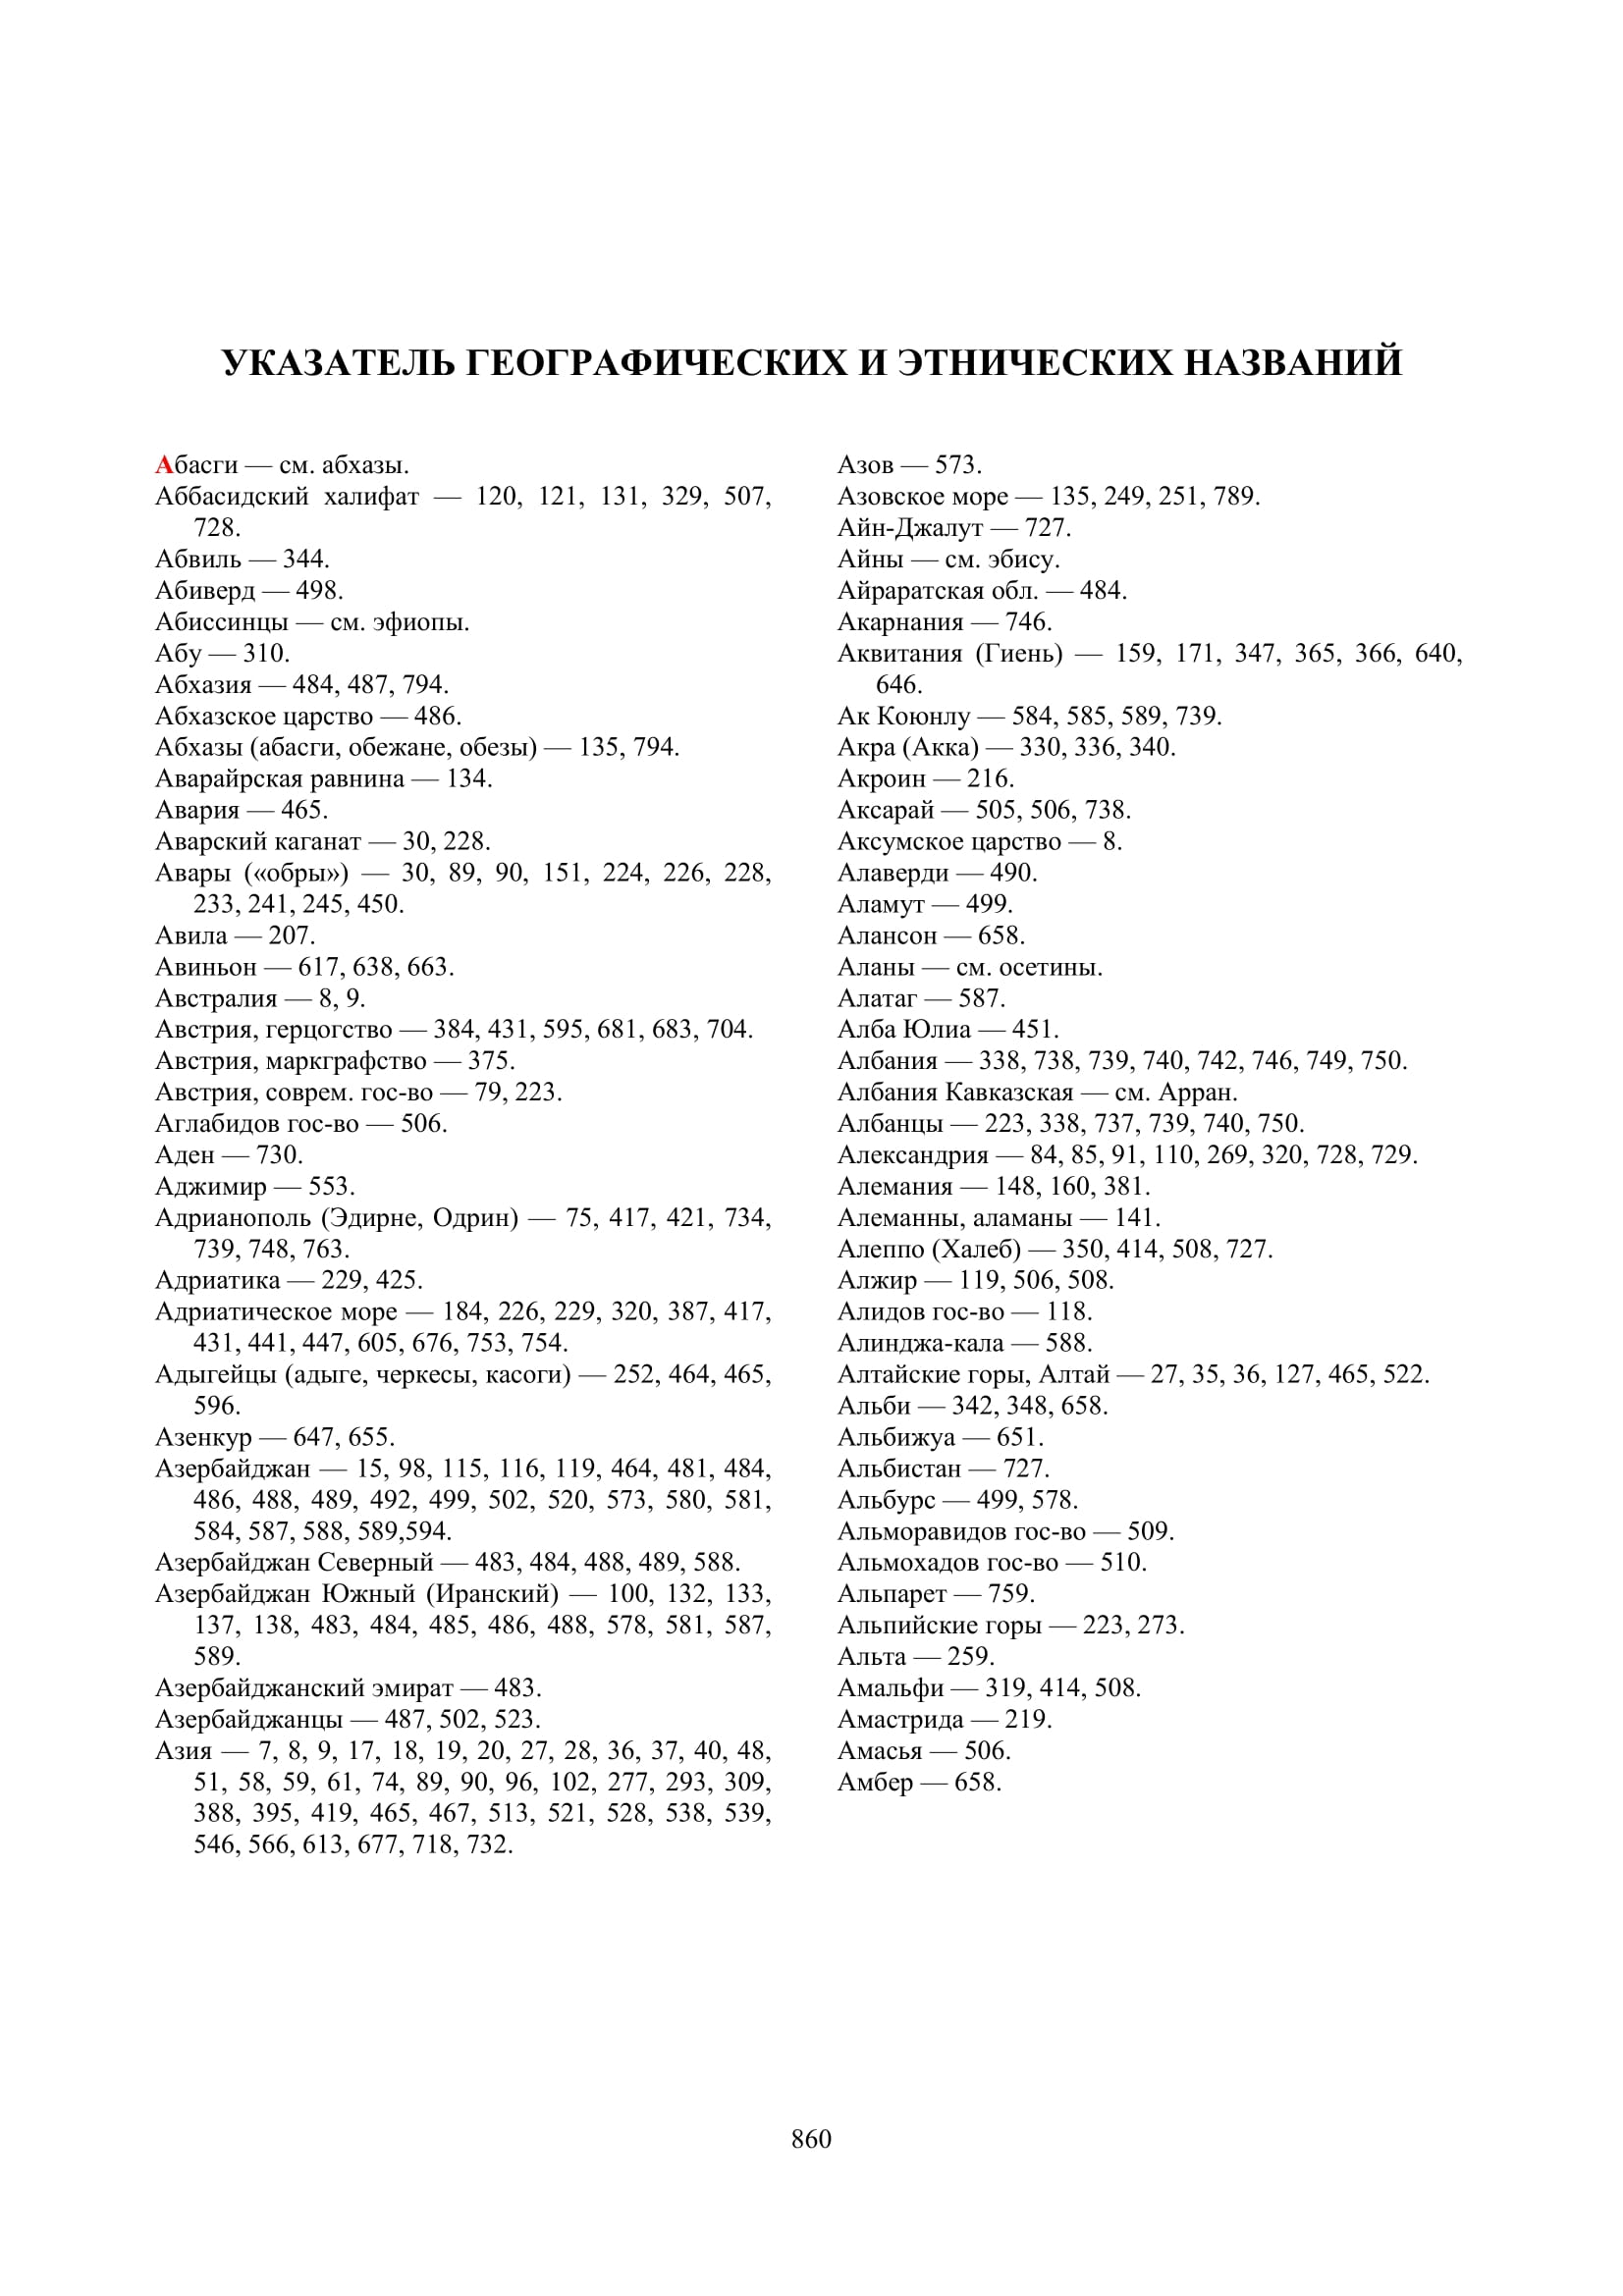 УКАЗАТЕЛЬ ГЕОГРАФИЧЕСКИХ И ЭТНИЧЕСКИХ НАЗВАНИЙ
Абасги — см. абхазы.
Аббасидский халифат — 120, 121, 131, 329, 507,
728.
Абвиль — 344.
Абиверд — 498.
Абиссинцы — см. эфиопы.
Абу — 310.
Абхазия — 484, 487, 794.
Абхазское царство — 486.
Абхазы (абасги, обежане, обезы) — 135, 794.
Аварайрская равнина — 134.
Авария — 465.
Аварский каганат — 30, 228.
Авары («обры») — 30, 89, 90, 151, 224, 226, 228,
233, 241, 245, 450.
Авила — 207.
Авиньон — 617, 638, 663.
Австралия — 8, 9.
Австрия, герцогство — 384, 431, 595, 681, 683, 704.
Австрия, маркграфство — 375.
Австрия, соврем. гос-во — 79, 223.
Аглабидов гос-во — 506.
Аден — 730.
Аджимир — 553.
Адрианополь (Эдирне, Одрин) — 75, 417, 421, 734,
739, 748, 763.
Адриатика — 229, 425.
Адриатическое море — 184, 226, 229, 320, 387, 417,
431, 441, 447, 605, 676, 753, 754.
Адыгейцы (адыге, черкесы, касоги) — 252, 464, 465,
596.
Азенкур — 647, 655.
Азербайджан — 15, 98, 115, 116, 119, 464, 481, 484,
486, 488, 489, 492, 499, 502, 520, 573, 580, 581,
584, 587, 588, 589,594.
Азербайджан Северный — 483, 484, 488, 489, 588.
Азербайджан Южный (Иранский) — 100, 132, 133,
137, 138, 483, 484, 485, 486, 488, 578, 581, 587,
589.
Азербайджанский эмират — 483.
Азербайджанцы — 487, 502, 523.
Азия — 7, 8, 9, 17, 18, 19, 20, 27, 28, 36, 37, 40, 48,
51, 58, 59, 61, 74, 89, 90, 96, 102, 277, 293, 309,
388, 395, 419, 465, 467, 513, 521, 528, 538, 539,
546, 566, 613, 677, 718, 732.
Азов — 573.
Азовское море — 135, 249, 251, 789.
Айн-Джалут — 727.
Айны — см. эбису.
Айраратская обл. — 484.
Акарнания — 746.
Аквитания (Гиень) — 159, 171, 347, 365, 366, 640,
646.
Ак Коюнлу — 584, 585, 589, 739.
Акра (Акка) — 330, 336, 340.
Акроин — 216.
Аксарай — 505, 506, 738.
Аксумское царство — 8.
Алаверди — 490.
Аламут — 499.
Алансон — 658.
Аланы — см. осетины.
Алатаг — 587.
Алба Юлиа — 451.
Албания — 338, 738, 739, 740, 742, 746, 749, 750.
Албания Кавказская — см. Арран.
Албанцы — 223, 338, 737, 739, 740, 750.
Александрия — 84, 85, 91, 110, 269, 320, 728, 729.
Алемания — 148, 160, 381.
Алеманны, аламаны — 141.
Алеппо (Халеб) — 350, 414, 508, 727.
Алжир — 119, 506, 508.
Алидов гос-во — 118.
Алинджа-кала — 588.
Алтайские горы, Алтай — 27, 35, 36, 127, 465, 522.
Альби — 342, 348, 658.
Альбижуа — 651.
Альбистан — 727.
Альбурс — 499, 578.
Альморавидов гос-во — 509.
Альмохадов гос-во — 510.
Альпарет — 759.
Альпийские горы — 223, 273.
Альта — 259.
Амальфи — 319, 414, 508.
Амастрида — 219.
Амасья — 506.
Амбер — 658.
860